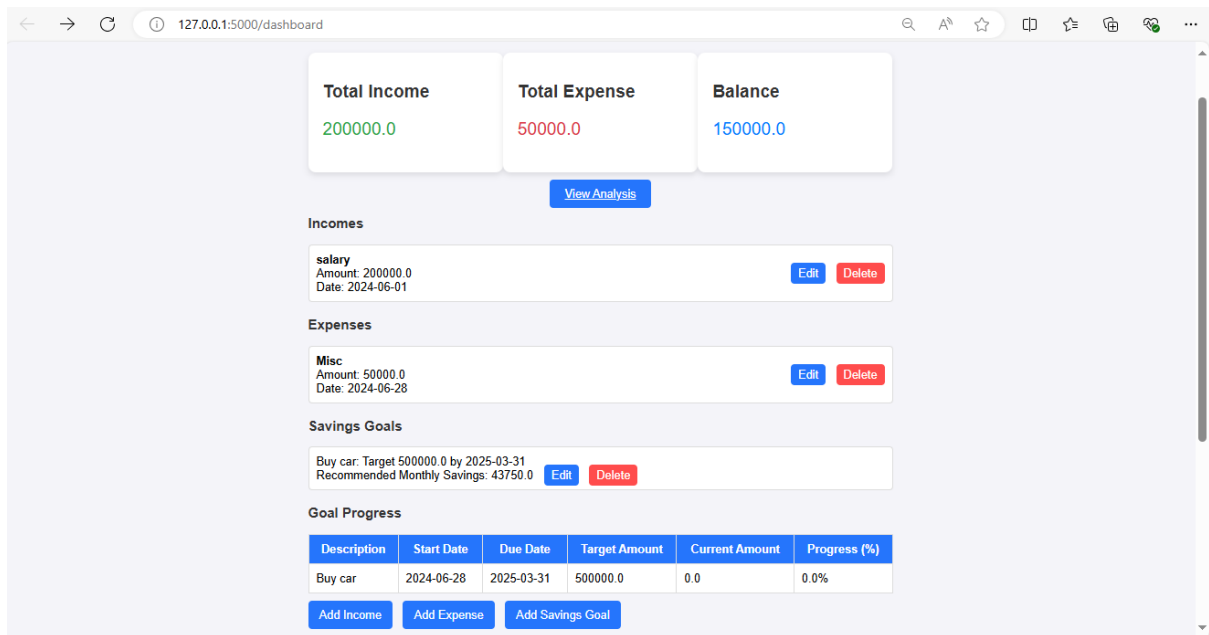 127.0.0.1:5000/dashboard
Total Income
Total Expense
Balance
200000.0
50000.0
150000.0
View Analysis
Incomes
salary
Amount: 200000.0
Date: 2024-06-01
Edit
Delete
Expenses
Misc
Amount: 50000.0
Date: 2024-06-28
Edit
Delete
Savings Goals
Buy car: Target 500000.0 by 2025-03-31
Recommended Monthly Savings: 43750.0
Edit
Delete
Goal Progress
Description Start Date Due Date Target Amount Current Amount Progress (%)
Buy car 2024-06-28 2025-03-31 500000.0 0.0 0.0%
Add Income
Add Expense
Add Savings Goal